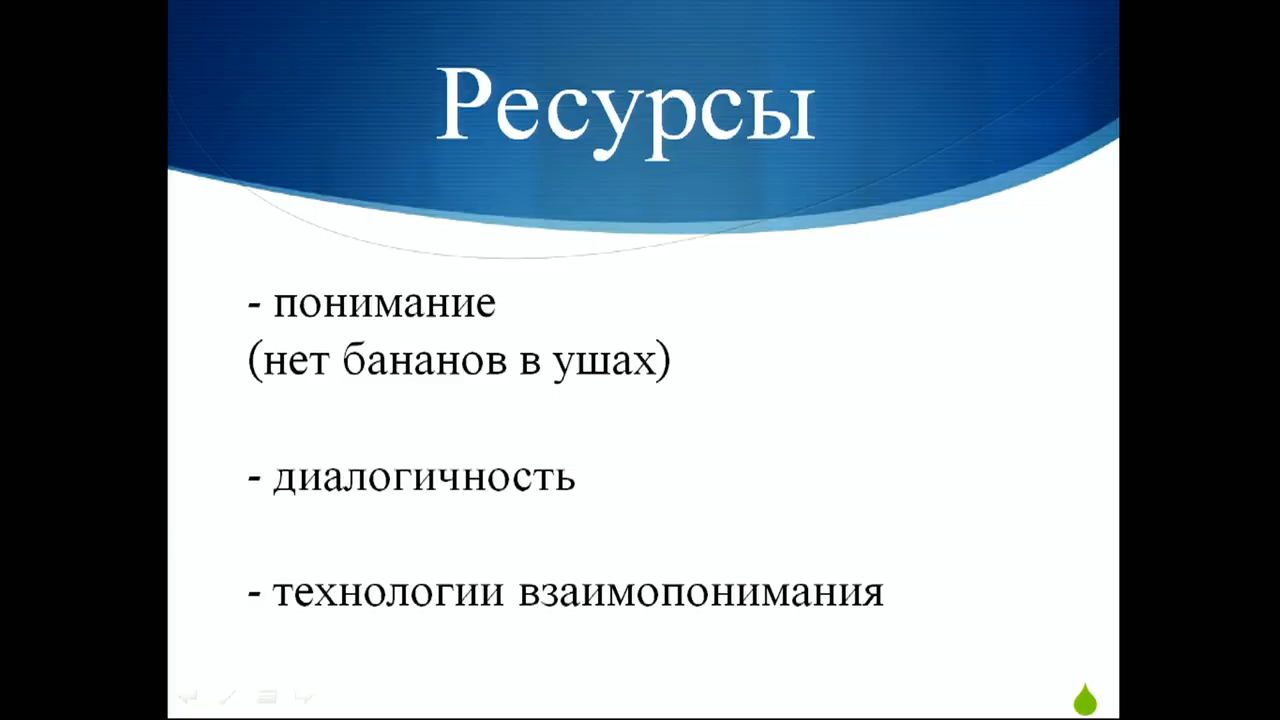 Ресурсы
- понимание
(нет бананов в ушах)
- диалогичность
- технологии взаимопонимания